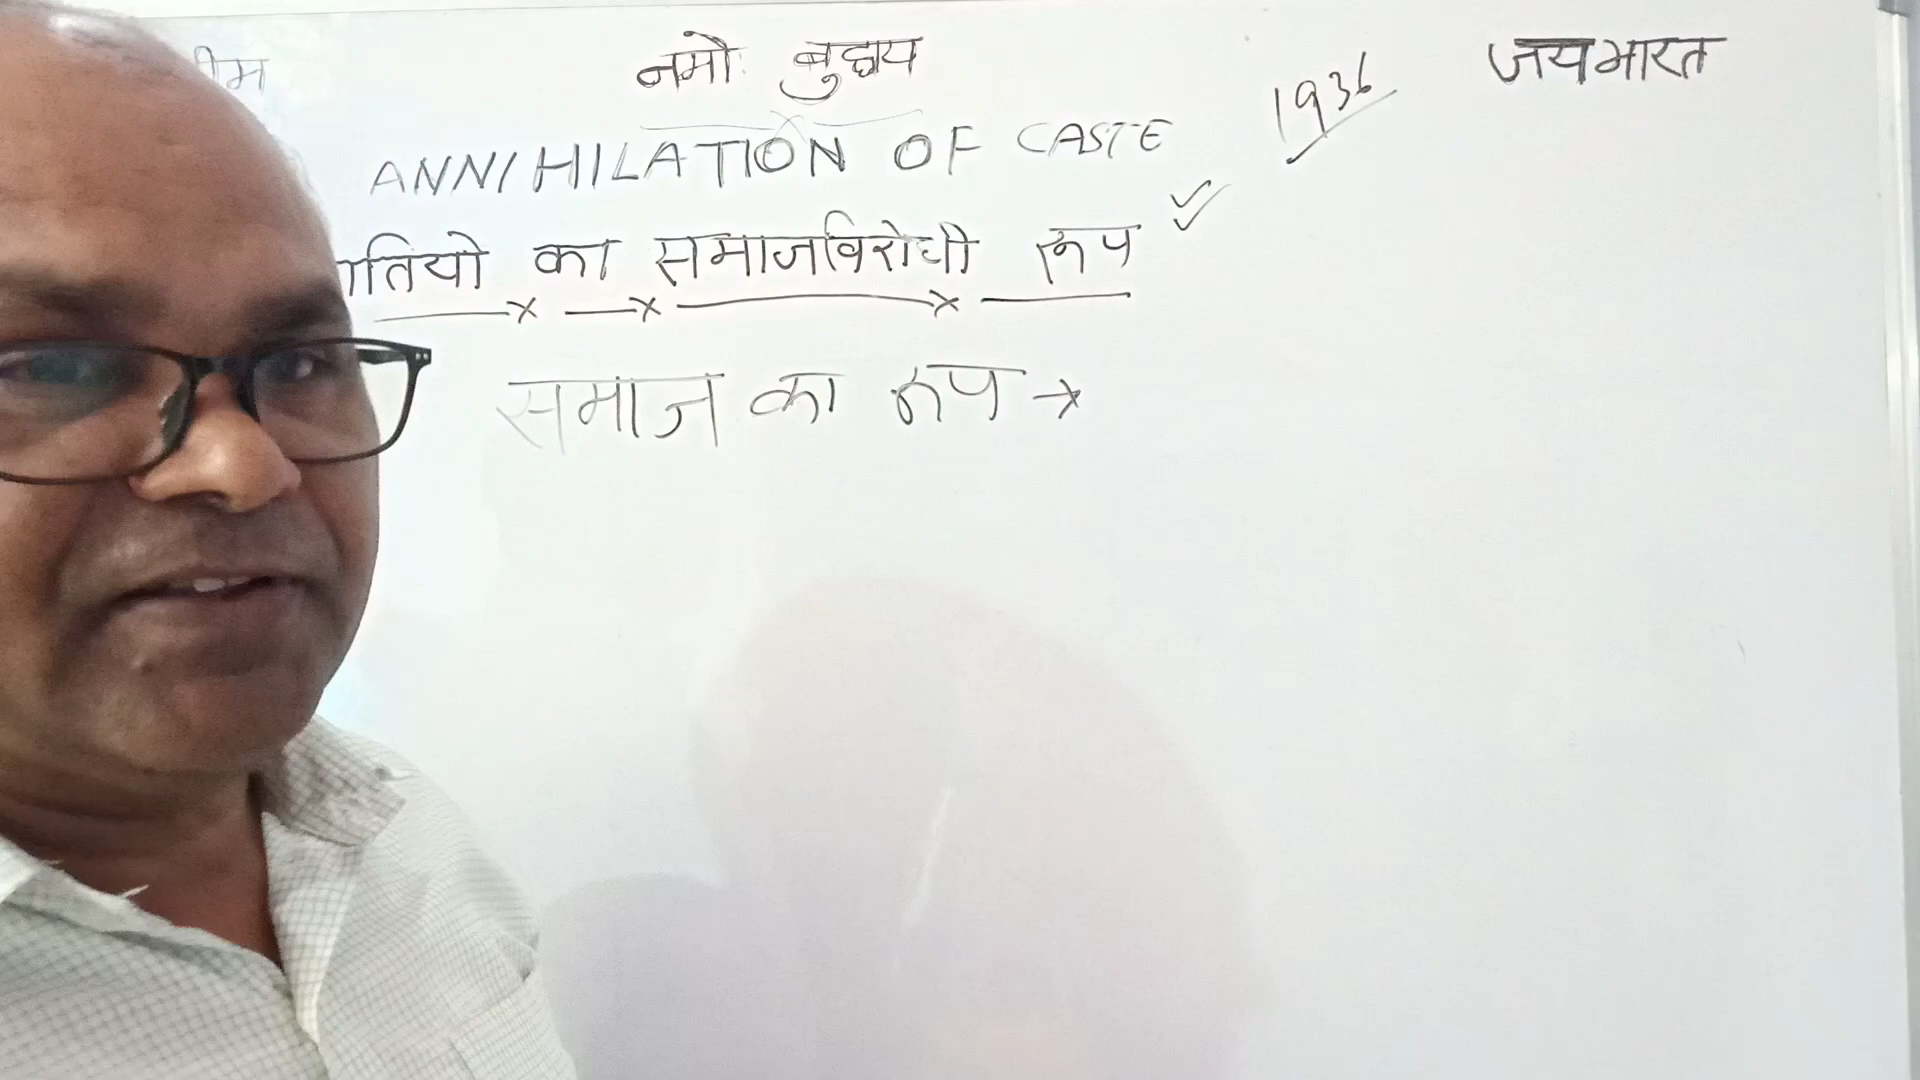 नमोः बुद्धाय 1936 जयभारत
ANNIHILATION OF CASTE
का समाजविरोधी रूप
समाज का रूप →